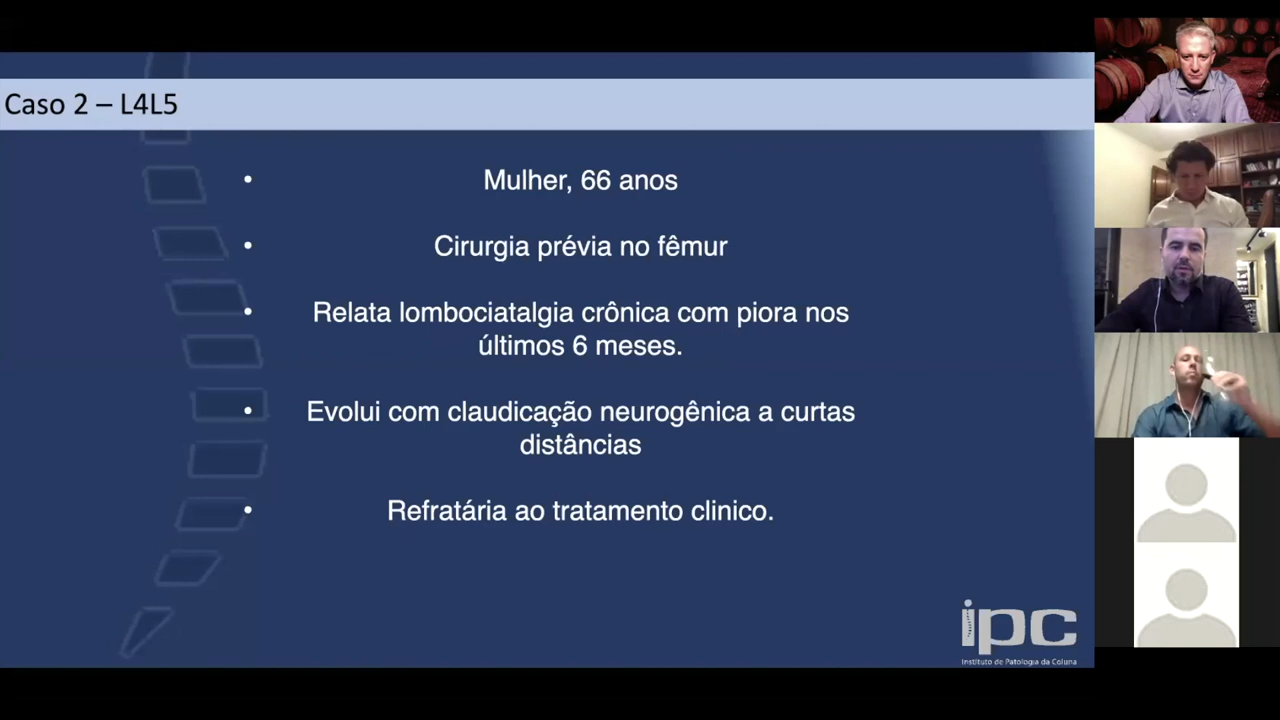 Caso 2 – L4L5
• Mulher, 66 anos
• Cirurgia prévia no fêmur
• Relata lombociatalgia crônica com piora nos
últimos 6 meses.
• Evolui com claudicação neurogênica a curtas
distâncias
• Refratária ao tratamento clinico.
ipc
Instituto de Patologia da Coluna